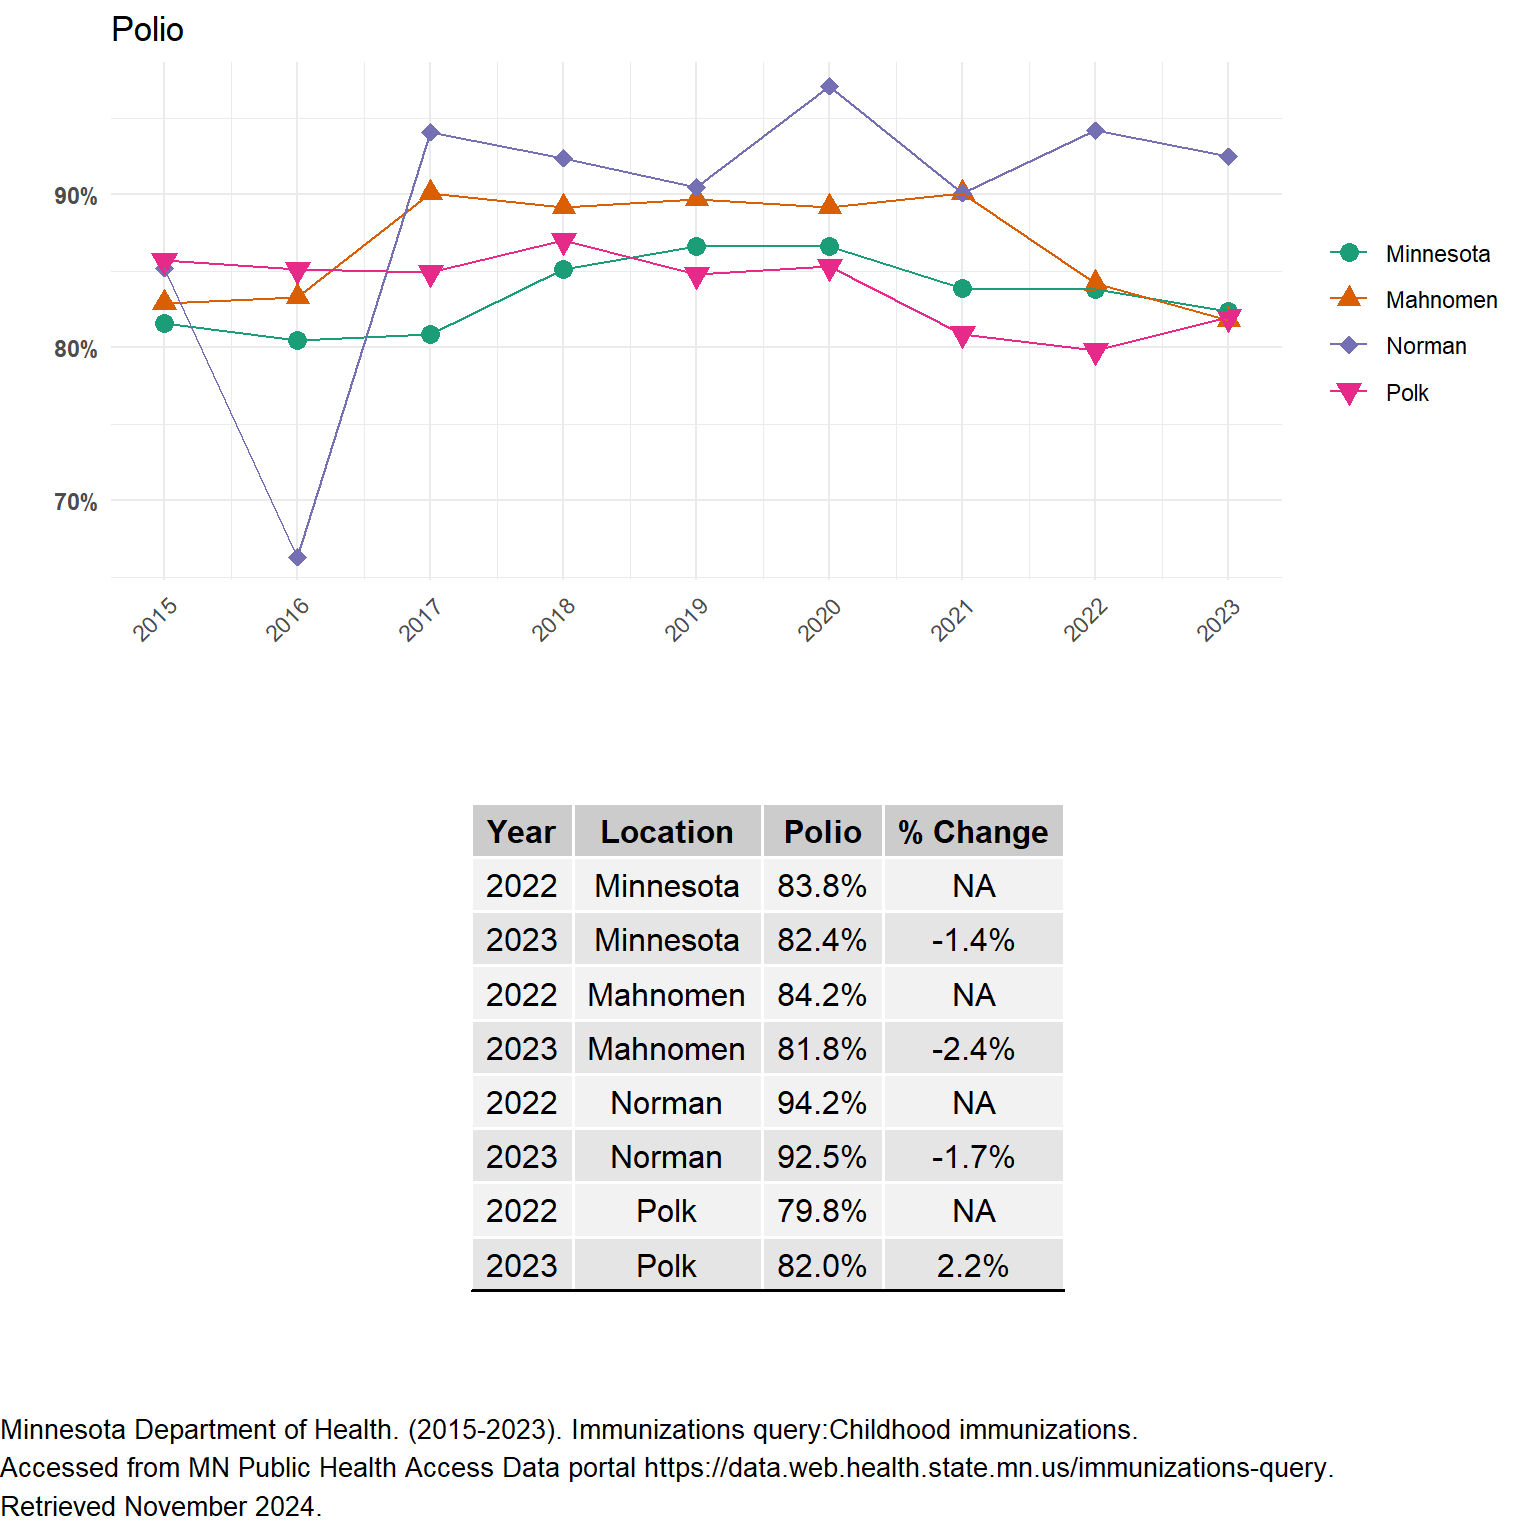 Polio
90%
80%
70%
2015 2016 2017 2018 2019 2020 2021 2022 2023
Minnesota
Mahnomen
Norman
Polk
Year Location Polio % Change
2022 Minnesota 83.8% NA
2023 Minnesota 82.4% -1.4%
2022 Mahnomen 84.2% NA
2023 Mahnomen 81.8% -2.4%
2022 Norman 94.2% NA
2023 Norman 92.5% -1.7%
2022 Polk 79.8% NA
2023 Polk 82.0% 2.2%
Minnesota Department of Health. (2015-2023). Immunizations query:Childhood immunizations.
Accessed from MN Public Health Access Data portal https://data.web.health.state.mn.us/immunizations-query.
Retrieved November 2024.